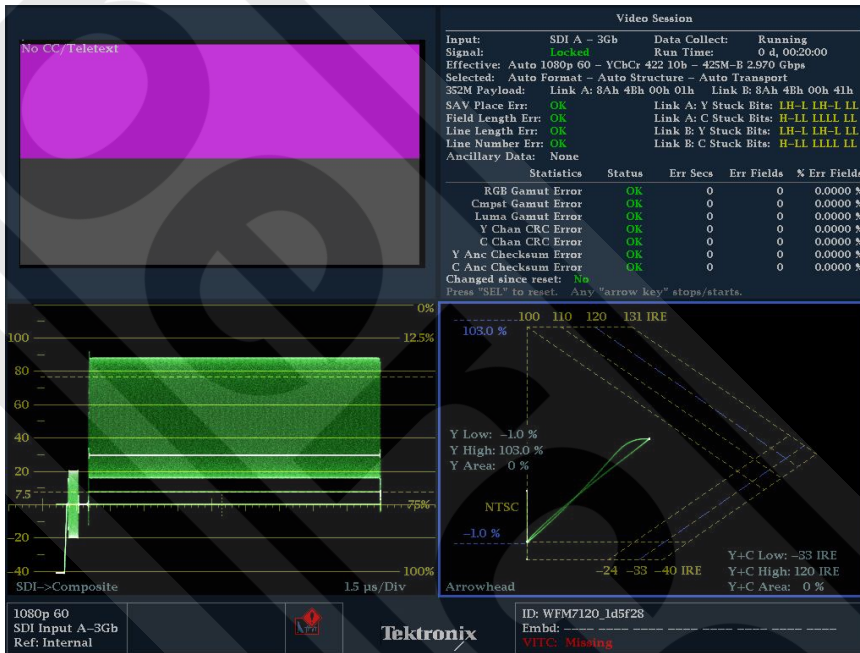 No CC/Teletext
Video Session
Input: SDI A – 3Gb Data Collect: Running
Signal: Locked Run Time: 0 d, 00:20:00
Effective: Auto 1080p 60 – YCbCr 422 10b – 425M–B 2.970 Gbps
Selected: Auto Format – Auto Structure – Auto Transport
352M Payload: Link A: 8Ah 4Bh 00h 01h Link B: 8Ah 4Bh 00h 41h
SAV Place Err: OK Link A: Y Stuck Bits: LH–L LH–L LL
Field Length Err: OK Link A: C Stuck Bits: H–LL LLLL LL
Line Length Err: OK Link B: Y Stuck Bits: LH–L LH–L LL
Line Number Err: OK Link B: C Stuck Bits: H–LL LLLL LL
Ancillary Data: None
Statistics Status Err Secs Err Fields % Err Fields
RGB Gamut Error OK 0 0 0.0000 %
Cmpst Gamut Error OK 0 0 0.0000 %
Luma Gamut Error OK 0 0 0.0000 %
Y Chan CRC Error OK 0 0 0.0000 %
C Chan CRC Error OK 0 0 0.0000 %
Y Anc Checksum Error OK 0 0 0.0000 %
C Anc Checksum Error OK 0 0 0.0000 %
Changed since reset: No
Press "SEL" to reset. Any "arrow key" stops/starts.
0%
100 12.5%
80
60
40
20
7.5
0 75%
–20
–40 100%
SDI–>Composite 1.5 µs/Div
100 110 120 131 IRE
103.0 %
Y Low: –1.0 %
Y High: 103.0 %
Y Area: 0 %
NTSC
–1.0 %
–24 –33 –40 IRE
Y+C Low: –33 IRE
Y+C High: 120 IRE
Y+C Area: 0 %
Arrowhead
1080p 60
SDI Input A–3Gb
Ref: Internal
Tektronix
ID: WFM7120_1d5f28
Embd: –––– –––– –––– –––– –––– –––– –––– ––––
VITC: Missing